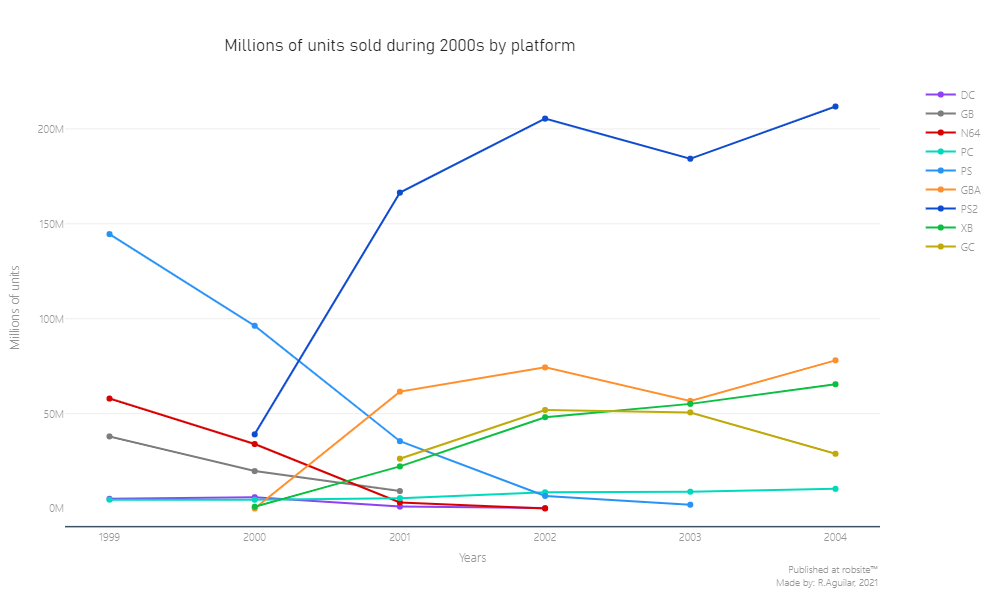 Millions of units sold during 2000s by platform
DC
GB
N64
PC
PS
GBA
PS2
XB
GC
200M
150M
100M
50M
0M
Millions of units
1999 2000 2001 2002 2003 2004
Years
Published at robsite™
Made by: R.Aguilar, 2021